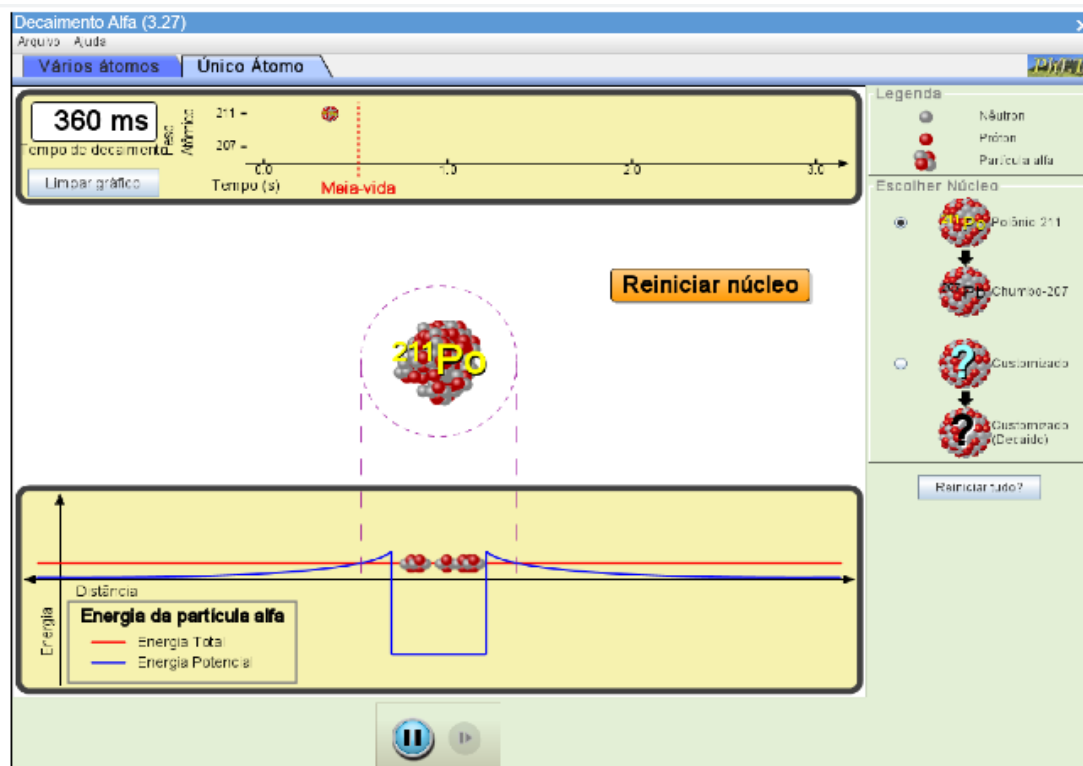 Decaimento Alfa (3.27)
Arquivo Ajuda
Vários átomos
Único Átomo
PhET
360 ms
Tempo de decaimento
Limpar gráfico
Peso
Atômico
211
207
0.0 1.0 2.0 3.0
Tempo (s)
Meia-vida
Legenda
Nêutron
Próton
Partícula alfa
Escolher Núcleo
211Po
Polônio-211
Pb
Chumbo-207
?
Customizado
?
Customizado
(Decaído)
Reiniciar tudo?
Reiniciar núcleo
211Po
Energia
Distância
Energia da partícula alfa
Energia Total
Energia Potencial